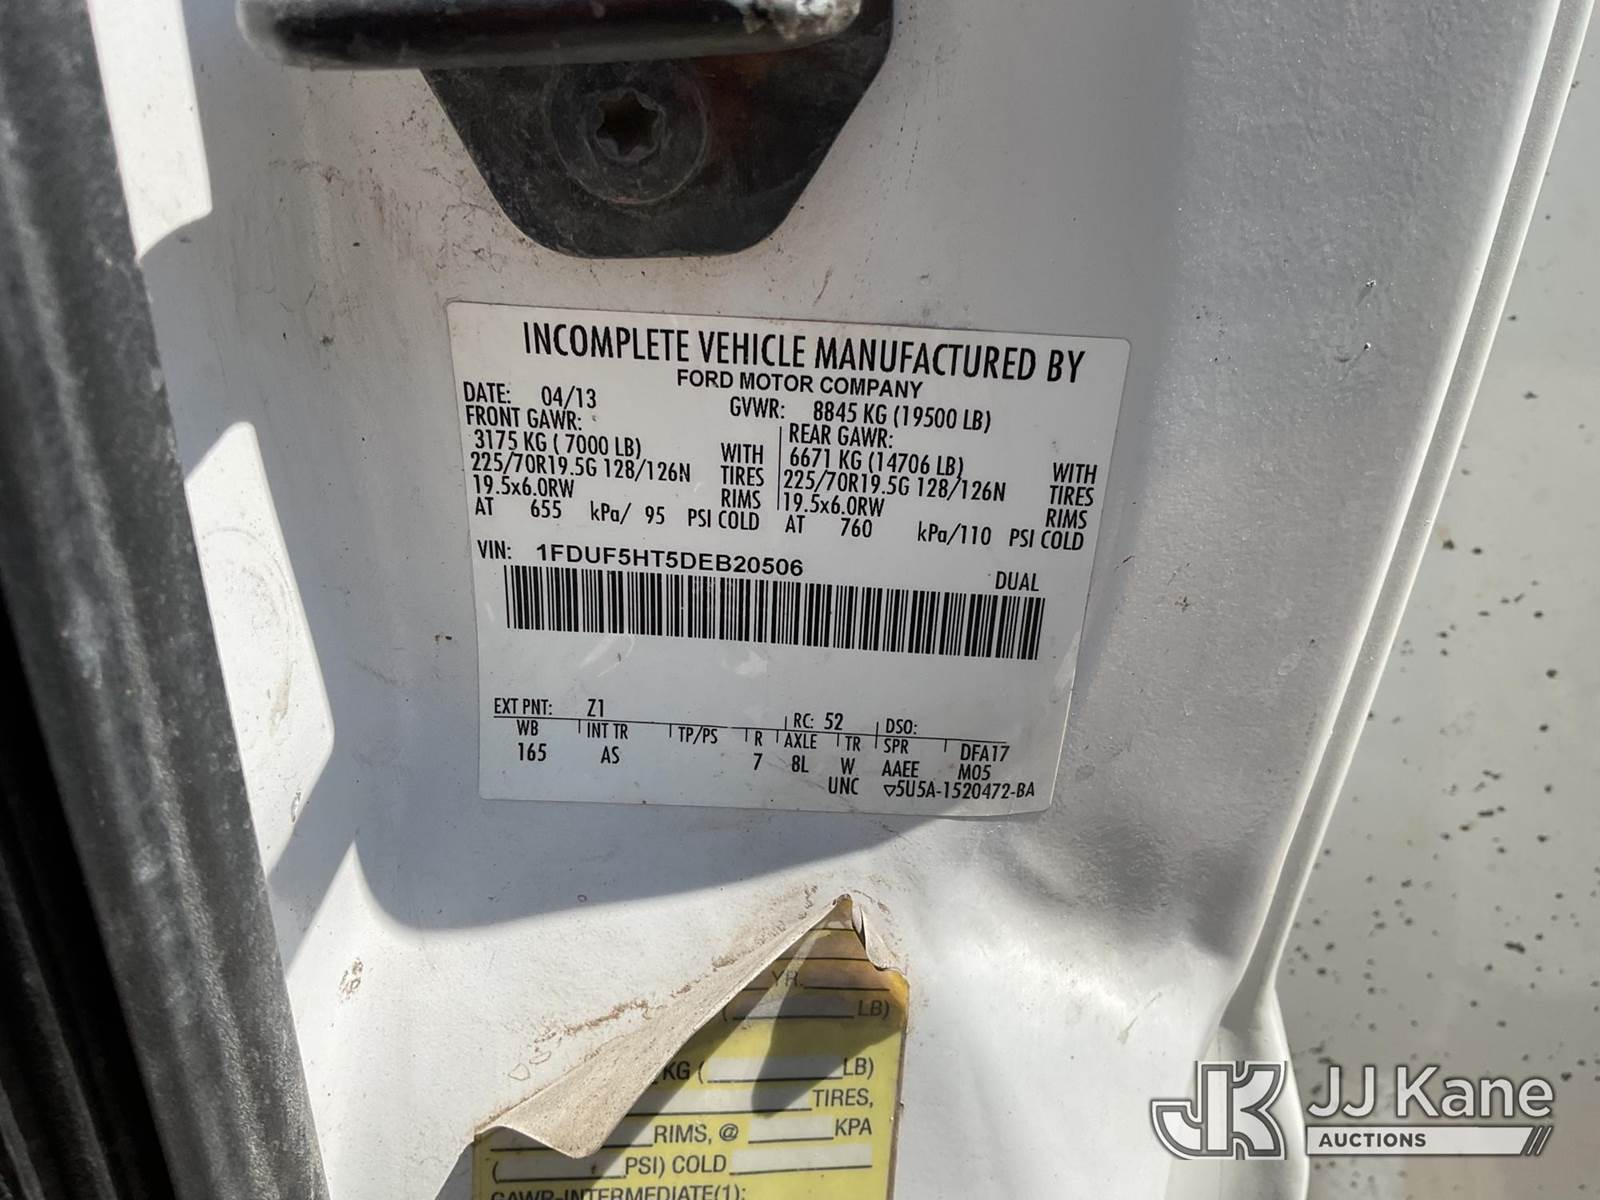 INCOMPLETE VEHICLE MANUFACTURED BY
FORD MOTOR COMPANY
DATE: 04/13 GVWR: 8845 KG (19500 LB)
FRONT GAWR: REAR GAWR:
3175 KG ( 7000 LB) WITH 6671 KG (14706 LB) WITH
225/70R19.5G 128/126N TIRES 225/70R19.5G 128/126N TIRES
19.5x6.0RW RIMS 19.5x6.0RW RIMS
AT 655 kPa/ 95 PSI COLD AT 760 kPa/110 PSI COLD
VIN: 1FDUF5HT5DEB20506 DUAL
EXT PNT: Z1 RC: 52 DSO:
WB INT TR TP/PS R AXLE TR SPR DFA17
165 AS 7 8L W AAEE M05
UNC ▽5U5A-1520472-BA
YR.
( LB)
KG ( LB)
TIRES,
RIMS, @ KPA
( PSI) COLD
GAWR-INTERMEDIATE(1):
JK JJ Kane
AUCTIONS